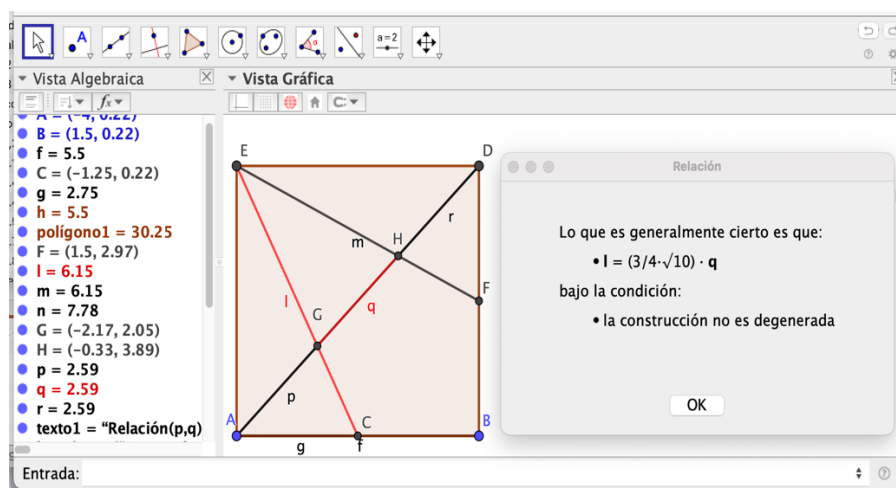 A
a=2
Vista Algebraica
Vista Gráfica
fx
A = (-4, 0.22)
B = (1.5, 0.22)
f = 5.5
C = (-1.25, 0.22)
g = 2.75
h = 5.5
polígono1 = 30.25
F = (1.5, 2.97)
l = 6.15
m = 6.15
n = 7.78
G = (-2.17, 2.05)
H = (-0.33, 3.89)
p = 2.59
q = 2.59
r = 2.59
texto1 = “Relación(p,q)
E
D
r
H
m
F
l
G
q
p
A
C
B
g
f
Relación
Lo que es generalmente cierto es que:
• l = (3/4·√10) · q
bajo la condición:
• la construcción no es degenerada
OK
Entrada: